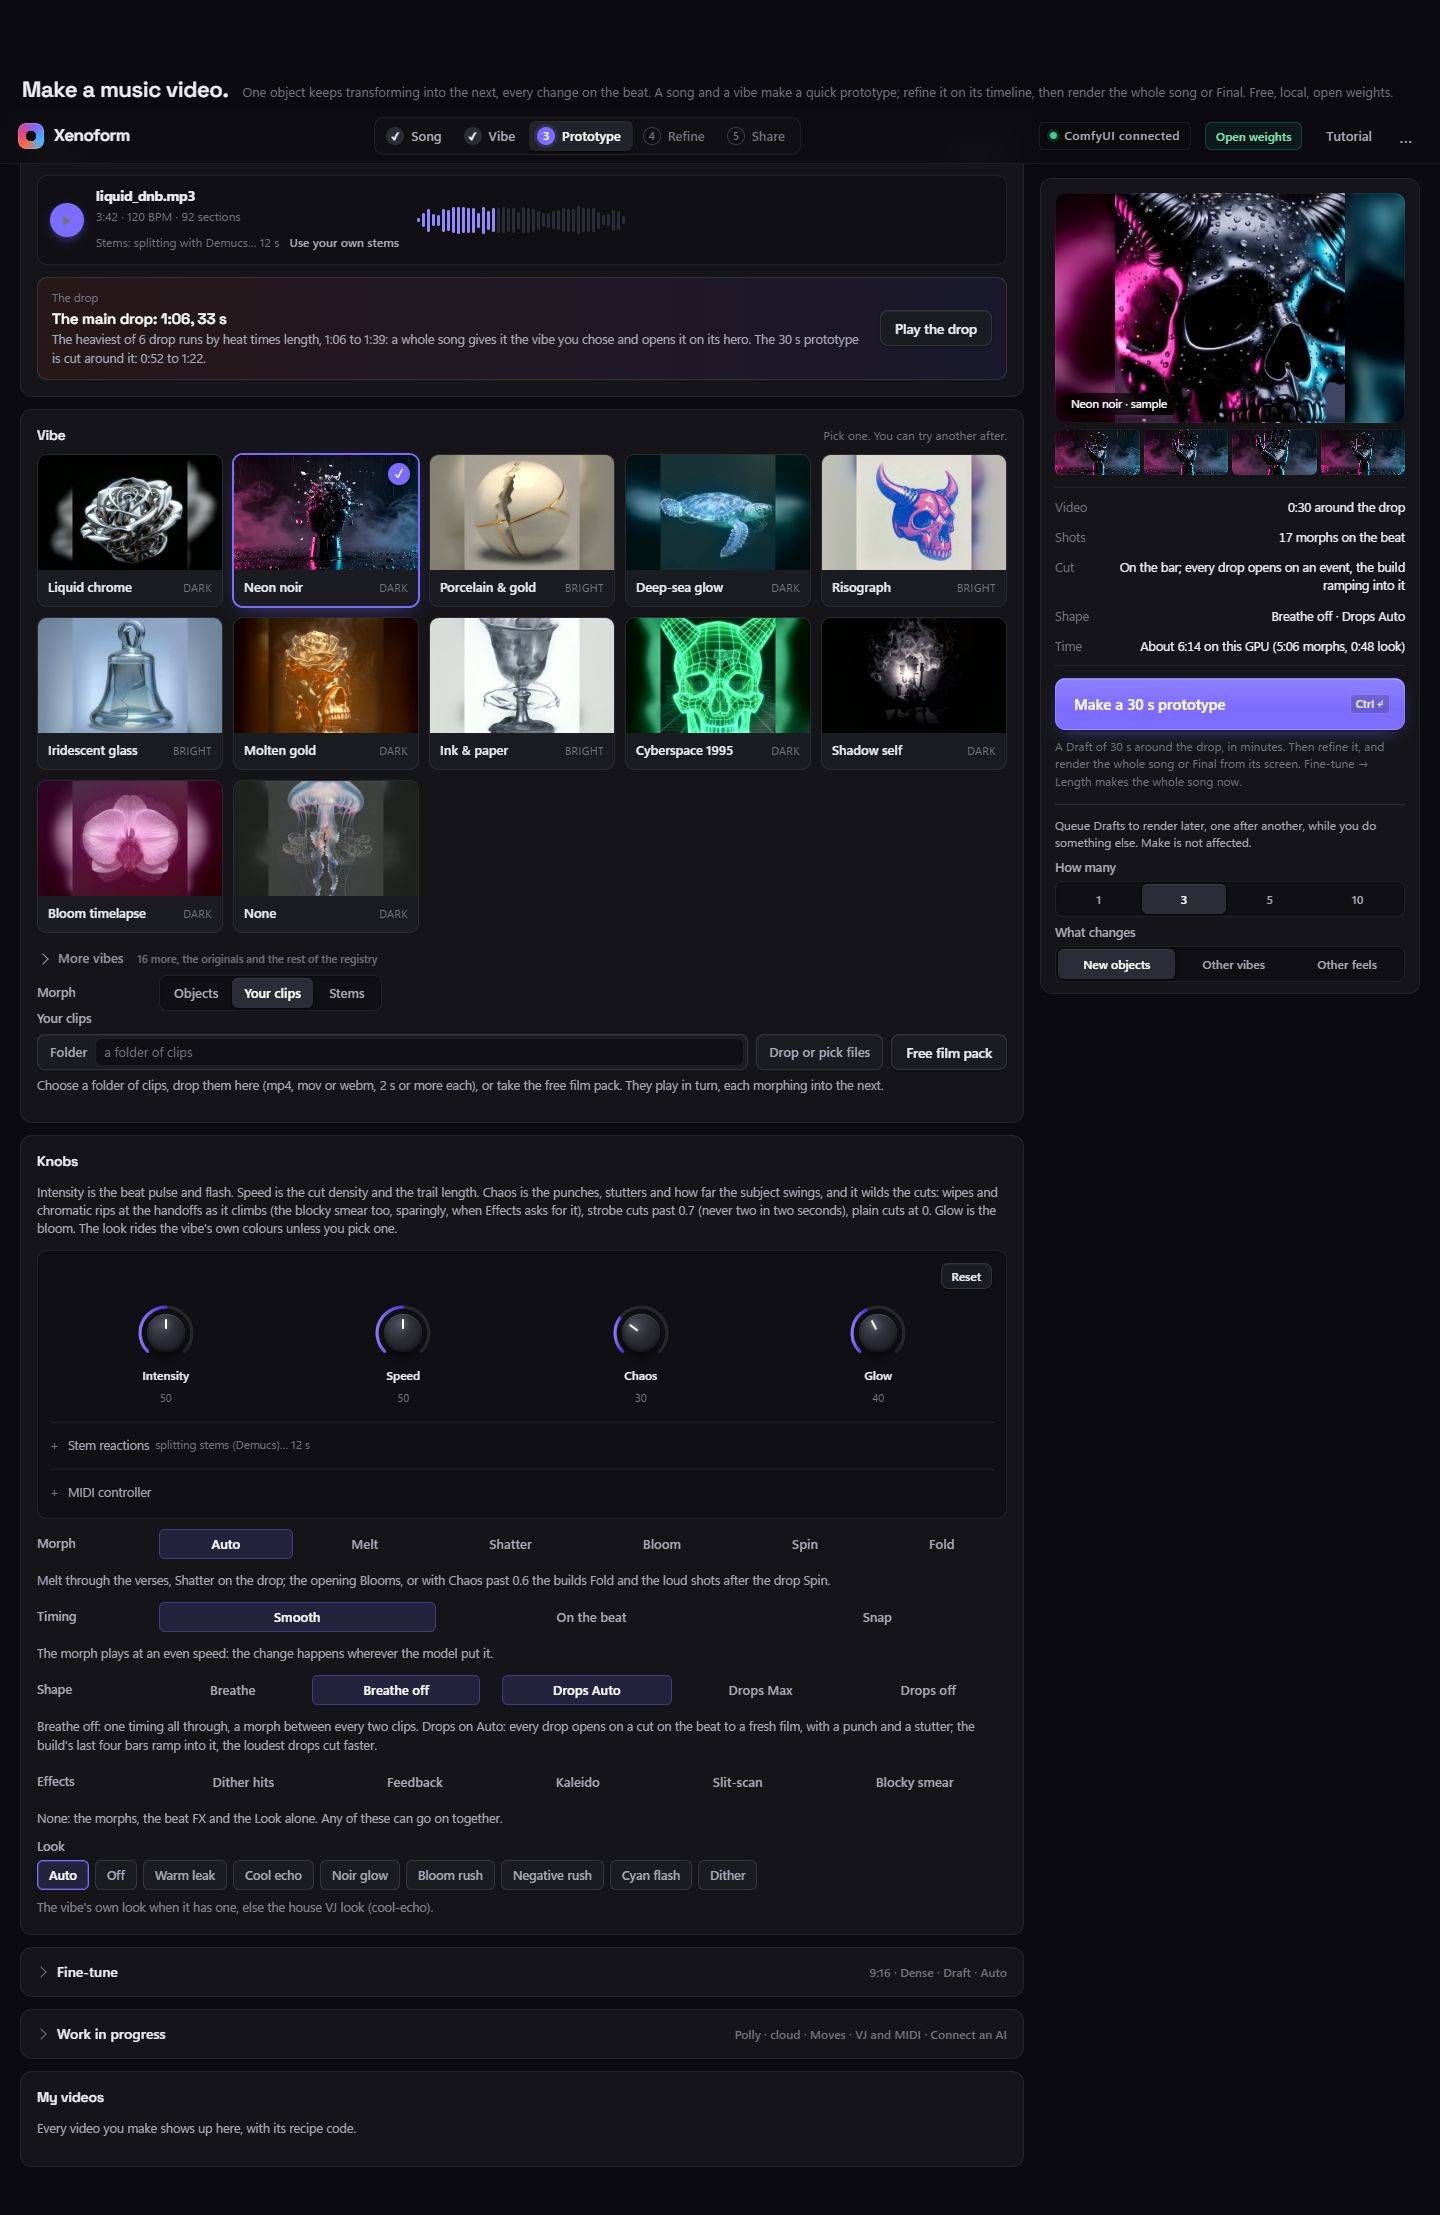 Make a music video. One object keeps transforming into the next, every change on the beat. A song and a vibe make a quick prototype; refine it on its timeline, then render the whole song or Final. Free, local, open weights.
Xenoform
✓ Song ✓ Vibe 3 Prototype 4 Refine 5 Share
ComfyUI connected Open weights Tutorial ...
liquid_dnb.mp3
3:42 · 120 BPM · 92 sections
Stems: splitting with Demucs... 12 s Use your own stems
The drop
The main drop: 1:06, 33 s
The heaviest of 6 drop runs by heat times length, 1:06 to 1:39: a whole song gives it the vibe you chose and opens it on its hero. The 30 s prototype
is cut around it: 0:52 to 1:22.
Play the drop
Vibe Pick one. You can try another after.
Liquid chrome DARK
Neon noir DARK
Porcelain & gold BRIGHT
Deep-sea glow DARK
Risograph BRIGHT
Iridescent glass BRIGHT
Molten gold DARK
Ink & paper BRIGHT
Cyberspace 1995 DARK
Shadow self DARK
Bloom timelapse DARK
None DARK
More vibes 16 more, the originals and the rest of the registry
Morph Objects Your clips Stems
Your clips
Folder a folder of clips Drop or pick files Free film pack
Choose a folder of clips, drop them here (mp4, mov or webm, 2 s or more each), or take the free film pack. They play in turn, each morphing into the next.
Knobs
Intensity is the beat pulse and flash. Speed is the cut density and the trail length. Chaos is the punches, stutters and how far the subject swings, and it wilds the cuts: wipes and
chromatic rips at the handoffs as it climbs (the blocky smear too, sparingly, when Effects asks for it), strobe cuts past 0.7 (never two in two seconds), plain cuts at 0. Glow is the
bloom. The look rides the vibe's own colours unless you pick one.
Reset
Intensity Speed Chaos Glow
50 50 30 40
+ Stem reactions splitting stems (Demucs)... 12 s
+ MIDI controller
Morph Auto Melt Shatter Bloom Spin Fold
Melt through the verses, Shatter on the drop; the opening Blooms, or with Chaos past 0.6 the builds Fold and the loud shots after the drop Spin.
Timing Smooth On the beat Snap
The morph plays at an even speed: the change happens wherever the model put it.
Shape Breathe Breathe off Drops Auto Drops Max Drops off
Breathe off: one timing all through, a morph between every two clips. Drops on Auto: every drop opens on a cut on the beat to a fresh film, with a punch and a stutter; the
build's last four bars ramp into it, the loudest drops cut faster.
Effects Dither hits Feedback Kaleido Slit-scan Blocky smear
None: the morphs, the beat FX and the Look alone. Any of these can go on together.
Look
Auto Off Warm leak Cool echo Noir glow Bloom rush Negative rush Cyan flash Dither
The vibe's own look when it has one, else the house VJ look (cool-echo).
Fine-tune 9:16 · Dense · Draft · Auto
Work in progress Polly · cloud · Moves · VJ and MIDI · Connect an AI
My videos
Every video you make shows up here, with its recipe code.
Neon noir · sample
Video 0:30 around the drop
Shots 17 morphs on the beat
Cut On the bar; every drop opens on an event, the build
ramping into it
Shape Breathe off · Drops Auto
Time About 6:14 on this GPU (5:06 morphs, 0:48 look)
Make a 30 s prototype Ctrl ↲
A Draft of 30 s around the drop, in minutes. Then refine it, and
render the whole song or Final from its screen. Fine-tune →
Length makes the whole song now.
Queue Drafts to render later, one after another, while you do
something else. Make is not affected.
How many
1 3 5 10
What changes
New objects Other vibes Other feels